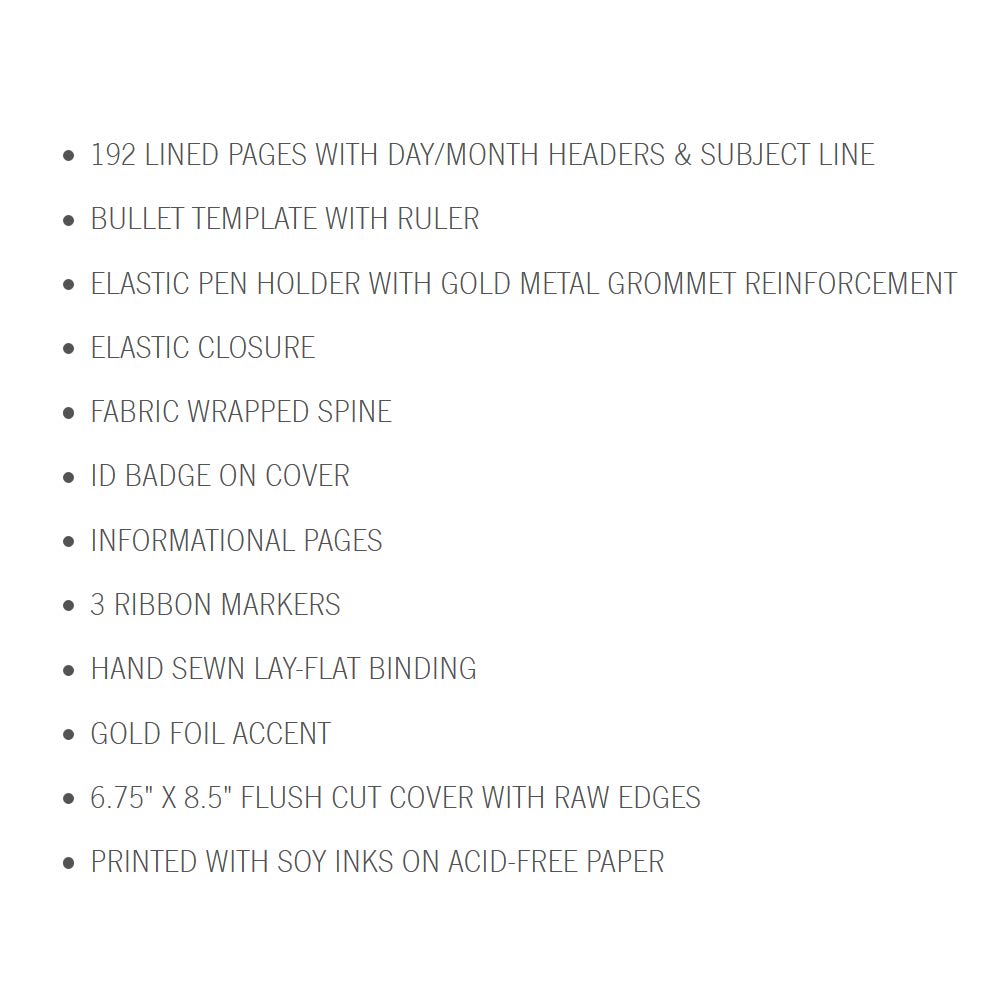 • 192 LINED PAGES WITH DAY/MONTH HEADERS & SUBJECT LINE
• BULLET TEMPLATE WITH RULER
• ELASTIC PEN HOLDER WITH GOLD METAL GROMMET REINFORCEMENT
• ELASTIC CLOSURE
• FABRIC WRAPPED SPINE
• ID BADGE ON COVER
• INFORMATIONAL PAGES
• 3 RIBBON MARKERS
• HAND SEWN LAY-FLAT BINDING
• GOLD FOIL ACCENT
• 6.75" X 8.5" FLUSH CUT COVER WITH RAW EDGES
• PRINTED WITH SOY INKS ON ACID-FREE PAPER